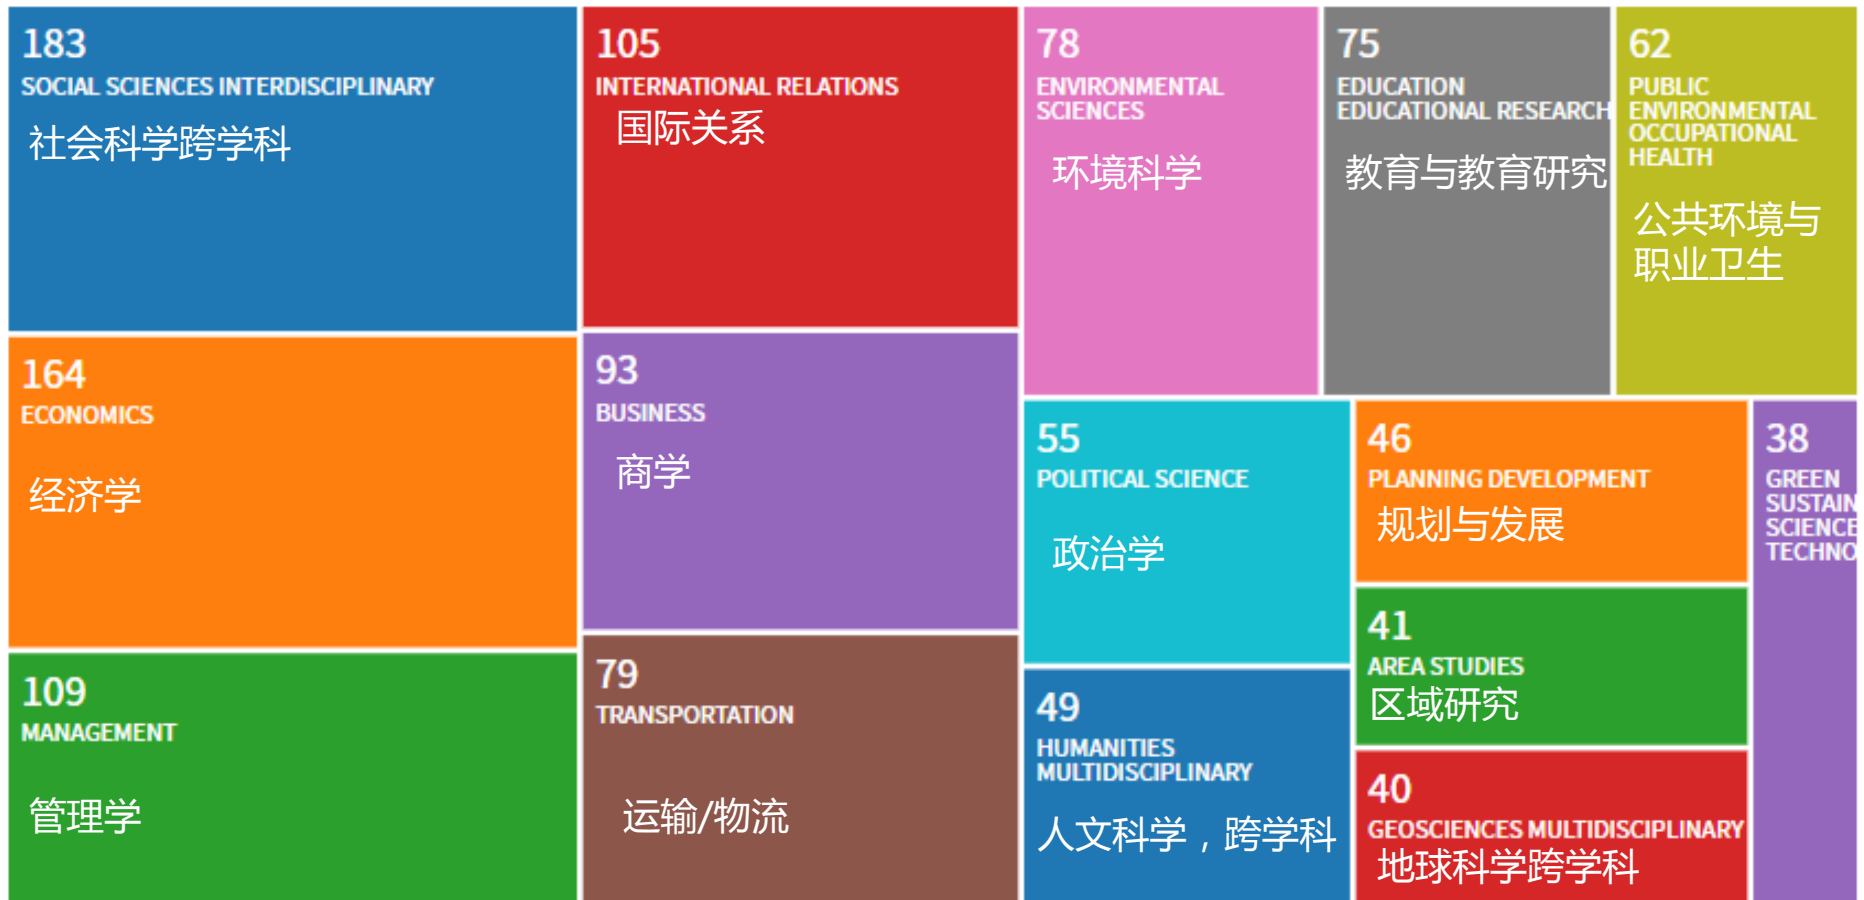 183
SOCIAL SCIENCES INTERDISCIPLINARY
社会科学跨学科
164
ECONOMICS
经济学
109
MANAGEMENT
管理学
105
INTERNATIONAL RELATIONS
国际关系
93
BUSINESS
商学
79
TRANSPORTATION
运输/物流
78
ENVIRONMENTAL
SCIENCES
环境科学
75
EDUCATION
EDUCATIONAL RESEARCH
教育与教育研究
62
PUBLIC
ENVIRONMENTAL
OCCUPATIONAL
HEALTH
公共环境与
职业卫生
55
POLITICAL SCIENCE
政治学
49
HUMANITIES
MULTIDISCIPLINARY
人文科学，跨学科
46
PLANNING DEVELOPMENT
规划与发展
41
AREA STUDIES
区域研究
40
GEOSCIENCES MULTIDISCIPLINARY
地球科学跨学科
38
GREEN
SUSTAIN
SCIENCE
TECHNO